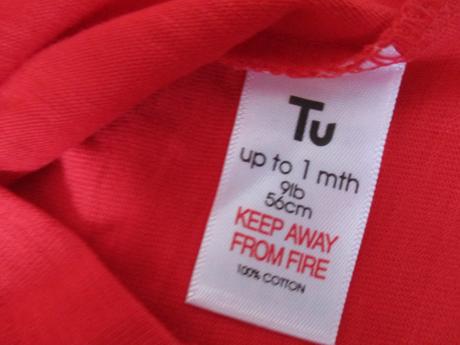 Tu
up to 1 mth
9lb
56cm
KEEP AWAY
FROM FIRE
100% COTTON